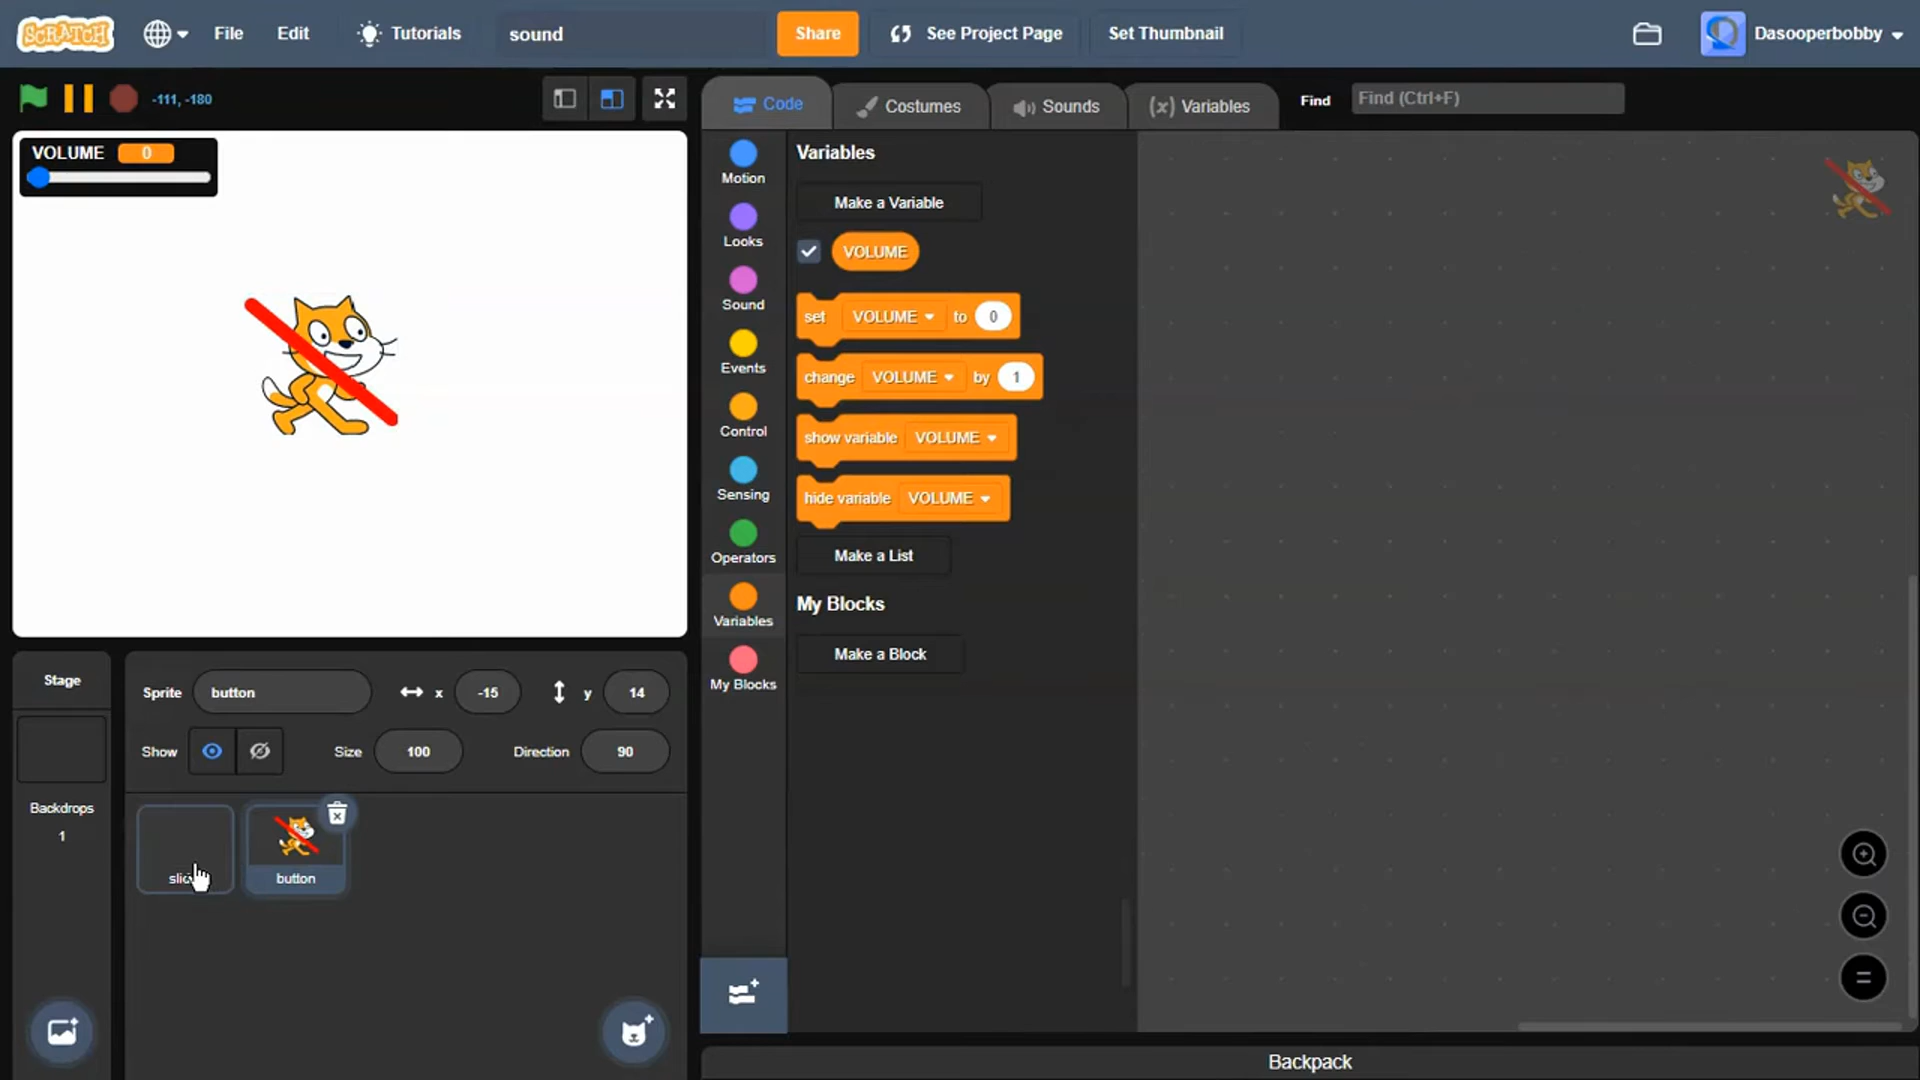 SCRATCH
File
Edit
Tutorials
sound
Share
See Project Page
Set Thumbnail
Dasooperbobby
-111, -180
Code
Costumes
Sounds
(x) Variables
Find
Find (Ctrl+F)
VOLUME 0
Motion
Looks
Sound
Events
Control
Sensing
Operators
Variables
My Blocks
Variables
Make a Variable
VOLUME
set VOLUME to 0
change VOLUME by 1
show variable VOLUME
hide variable VOLUME
Make a List
My Blocks
Make a Block
Stage
Backdrops
1
Sprite button x -15 y 14
Show Size 100 Direction 90
button
Backpack